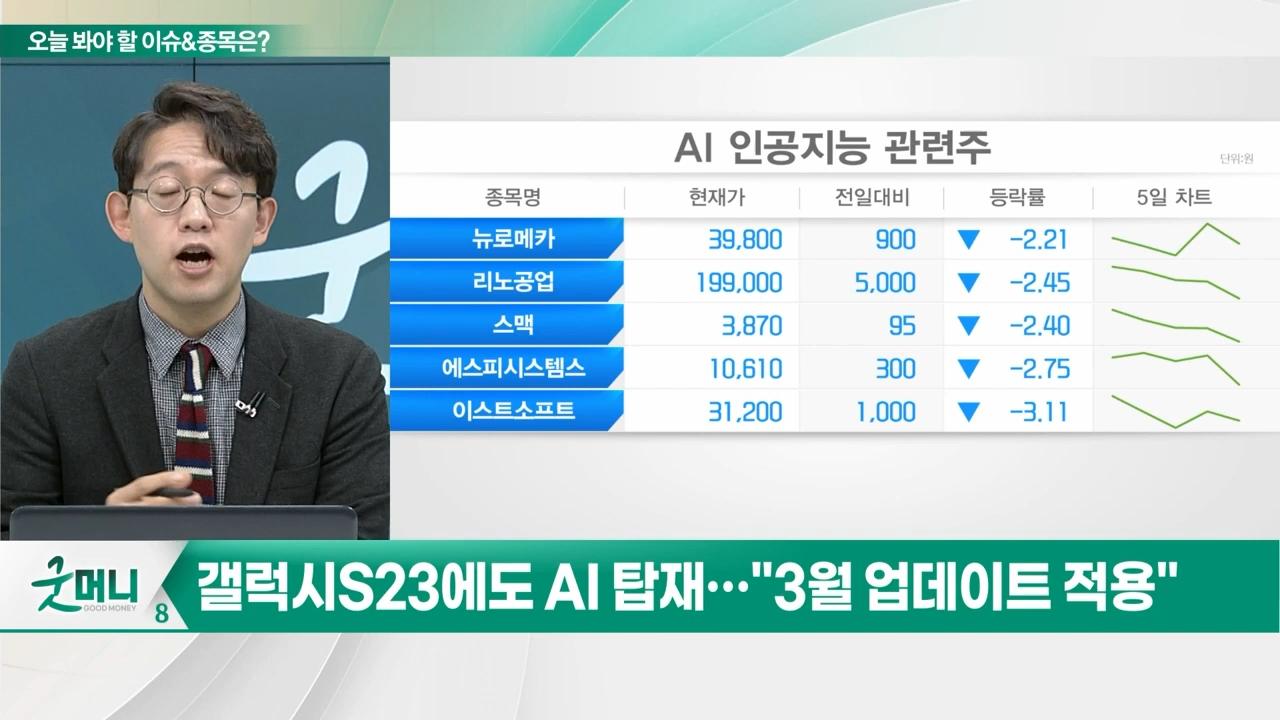 오늘 봐야 할 이슈&종목은?
AI 인공지능 관련주
단위:원
종목명 현재가 전일대비 등락률 5일 차트
뉴로메카 39,800 900 ▼ -2.21
리노공업 199,000 5,000 ▼ -2.45
스맥 3,870 95 ▼ -2.40
에스피시스템스 10,610 300 ▼ -2.75
이스트소프트 31,200 1,000 ▼ -3.11
굿머니
GOOD MONEY
8
갤럭시S23에도 AI 탑재…"3월 업데이트 적용"